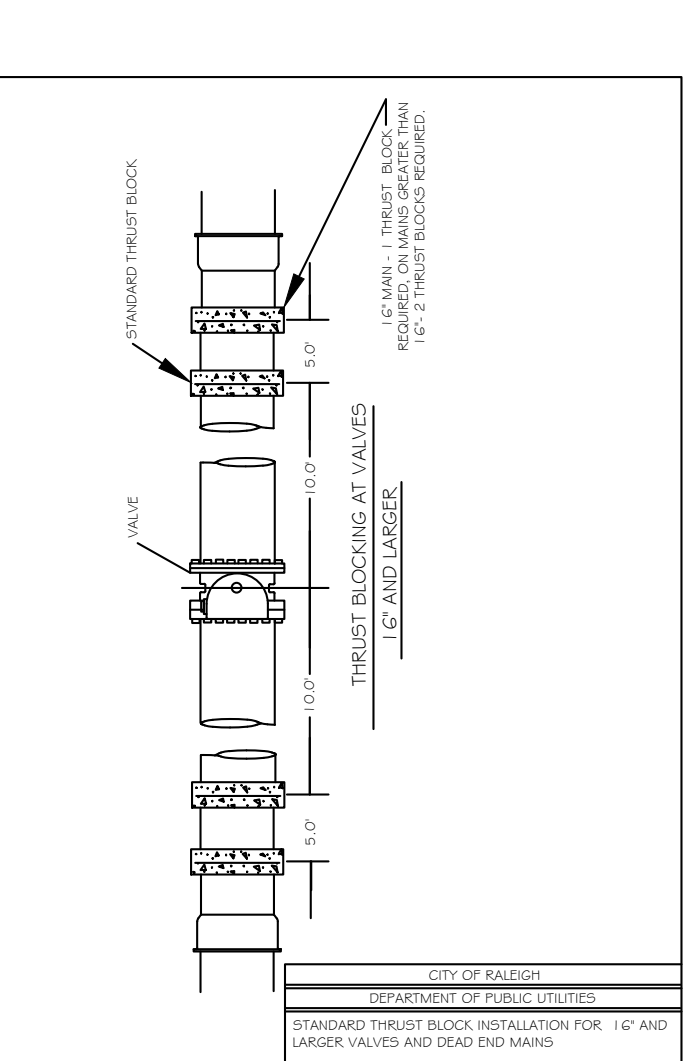 STANDARD THRUST BLOCK
16" MAIN - 1 THRUST BLOCK
REQUIRED, ON MAINS GREATER THAN
16"- 2 THRUST BLOCKS REQUIRED.
VALVE
5.0'
10.0'
10.0'
5.0'
THRUST BLOCKING AT VALVES
16" AND LARGER
CITY OF RALEIGH
DEPARTMENT OF PUBLIC UTILITIES
STANDARD THRUST BLOCK INSTALLATION FOR 16" AND
LARGER VALVES AND DEAD END MAINS